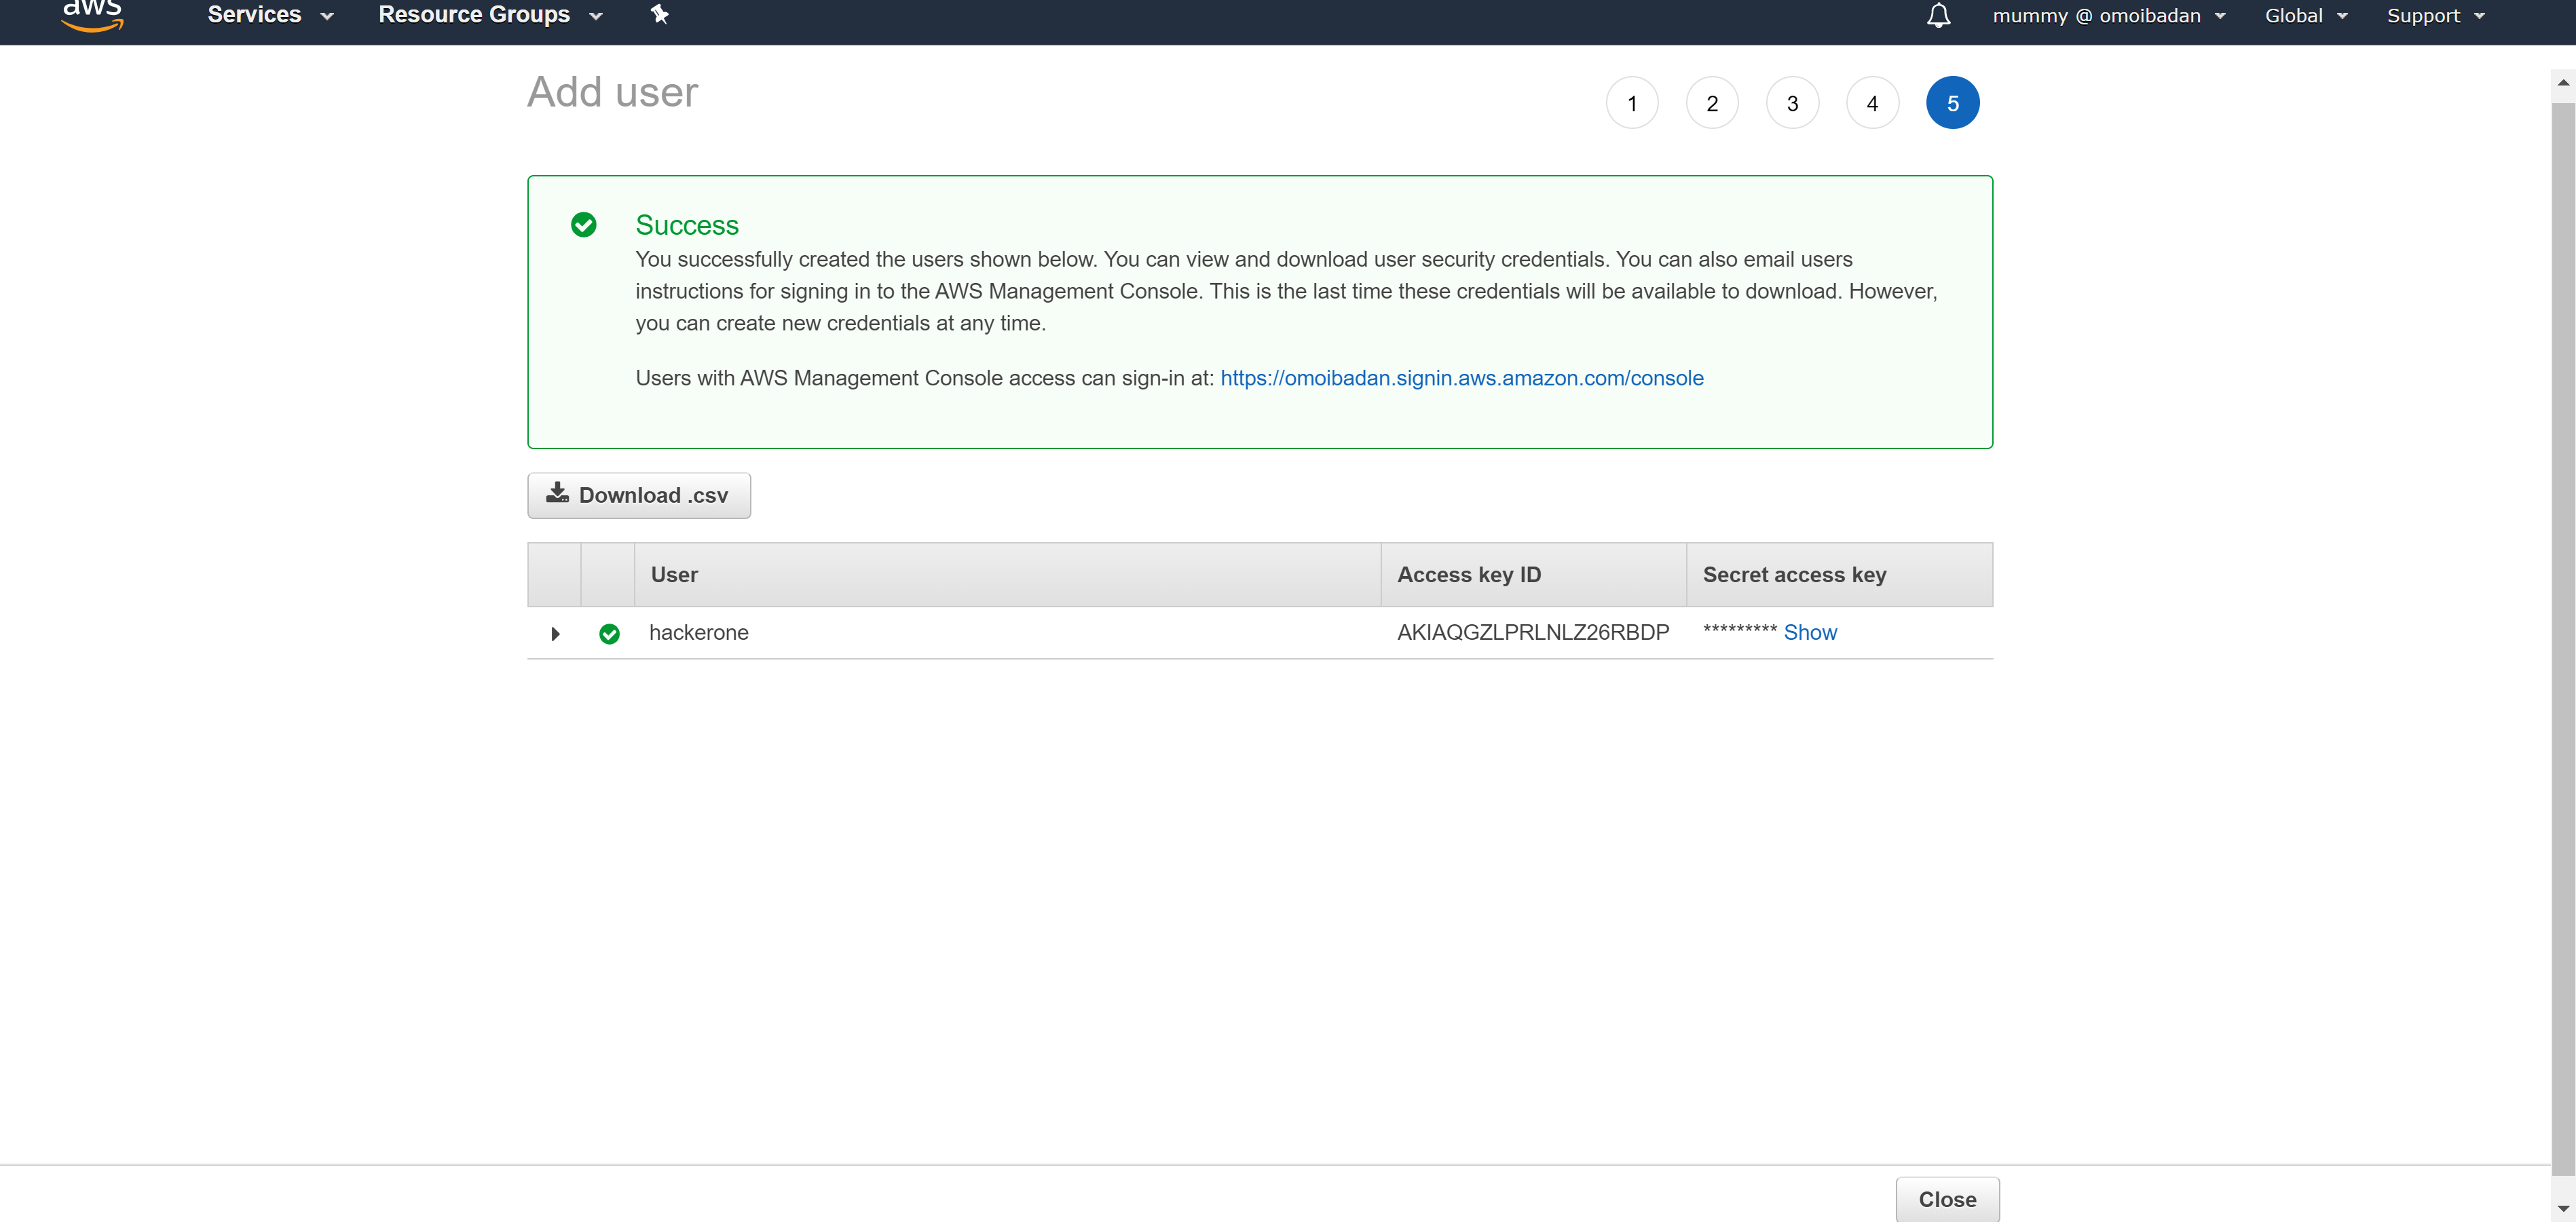 aws Services Resource Groups mummy @ omoibadan Global Support
Add user
1 2 3 4 5
Success
You successfully created the users shown below. You can view and download user security credentials. You can also email users
instructions for signing in to the AWS Management Console. This is the last time these credentials will be available to download. However,
you can create new credentials at any time.
Users with AWS Management Console access can sign-in at: https://omoibadan.signin.aws.amazon.com/console
Download .csv
User Access key ID Secret access key
hackerone AKIAQGZLPRLNLZ26RBDP ********* Show
Close